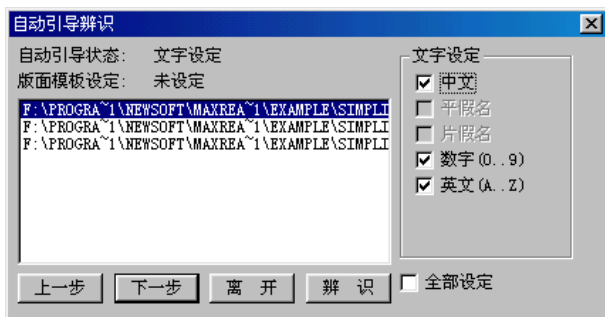 自动引导辨识
自动引导状态: 文字设定
版面模板设定: 未设定
F:\PROGRA~1\NEWSOFT\MAXREA~1\EXAMPLE\SIMPLI
F:\PROGRA~1\NEWSOFT\MAXREA~1\EXAMPLE\SIMPLI
F:\PROGRA~1\NEWSOFT\MAXREA~1\EXAMPLE\SIMPLI
文字设定
中文
平假名
片假名
数字(0..9)
英文(A..Z)
上一步 下一步 离 开 辨 识 全部设定